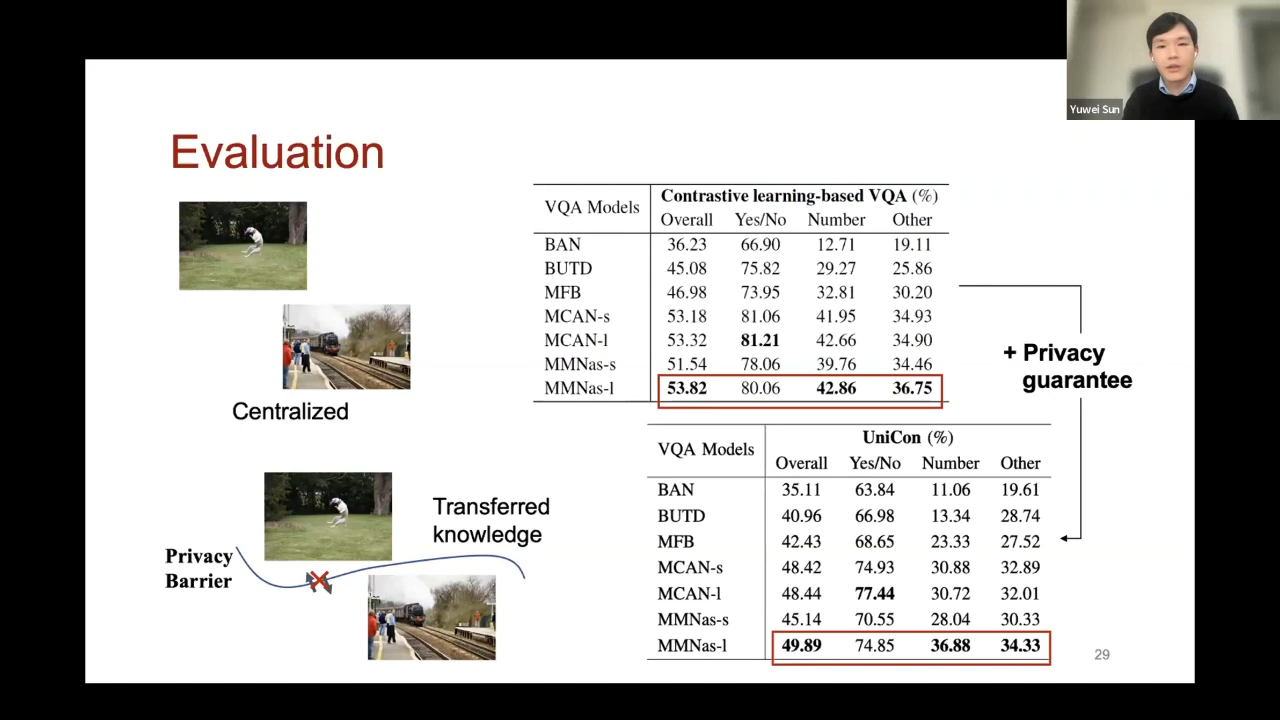 Yuwei Sun
Evaluation
VQA Models Contrastive learning-based VQA (%)
Overall Yes/No Number Other
BAN 36.23 66.90 12.71 19.11
BUTD 45.08 75.82 29.27 25.86
MFB 46.98 73.95 32.81 30.20
MCAN-s 53.18 81.06 41.95 34.93
MCAN-l 53.32 81.21 42.66 34.90
MMNas-s 51.54 78.06 39.76 34.46
MMNas-l 53.82 80.06 42.86 36.75
+ Privacy
guarantee
Centralized
VQA Models UniCon (%)
Overall Yes/No Number Other
BAN 35.11 63.84 11.06 19.61
BUTD 40.96 66.98 13.34 28.74
MFB 42.43 68.65 23.33 27.52
MCAN-s 48.42 74.93 30.88 32.89
MCAN-l 48.44 77.44 30.72 32.01
MMNas-s 45.14 70.55 28.04 30.33
MMNas-l 49.89 74.85 36.88 34.33
Transferred
knowledge
Privacy
Barrier
29